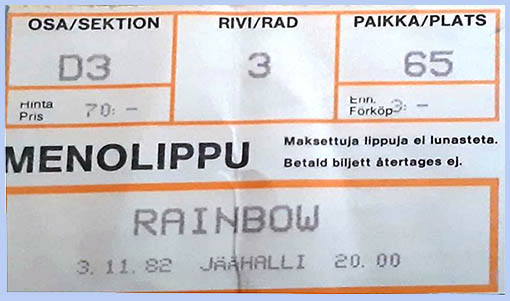 OSA/SEKTION RIVI/RAD PAIKKA/PLATS
D3 3 65
Hinta
Pris 70:- Enn.
Förköp 3:-
MENOLIPPU Maksettuja lippuja ei lunasteta.
Betald biljett återtages ej.
RAINBOW
3.11.82 JÄÄHALLI 20.00